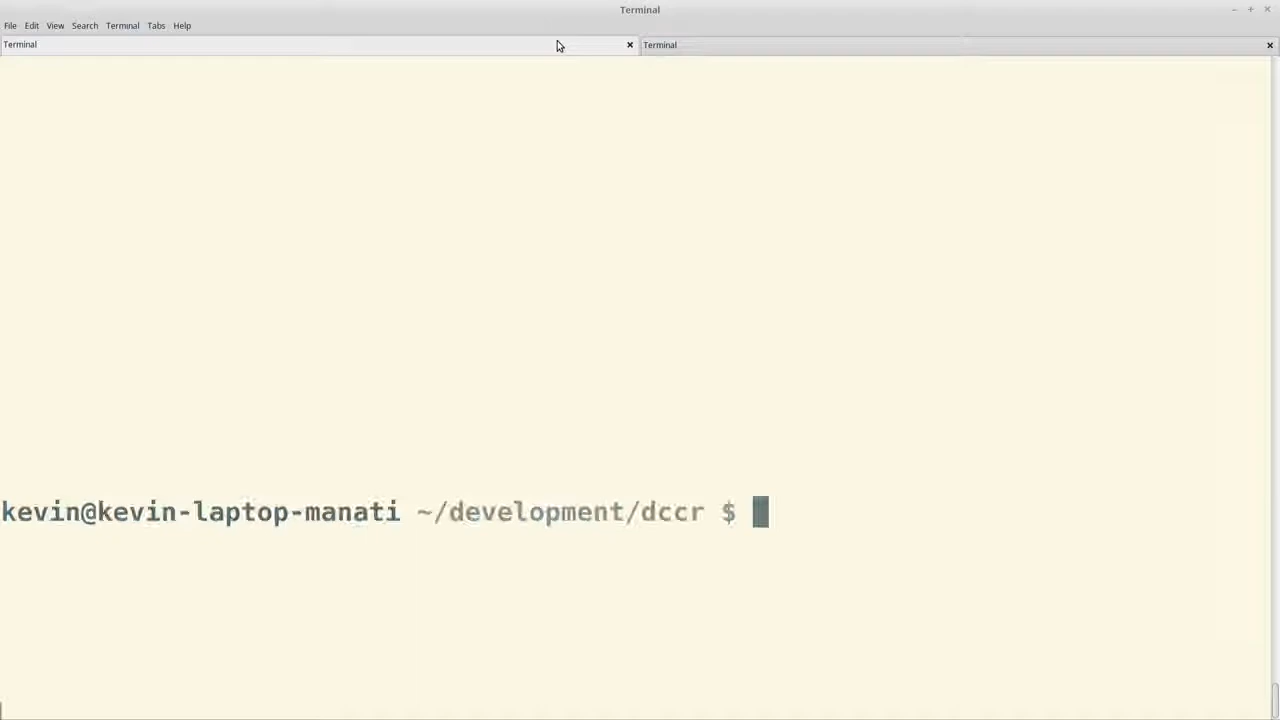 Terminal
File Edit View Search Terminal Tabs Help
Terminal Terminal
kevin@kevin-laptop-manati ~/development/dccr $